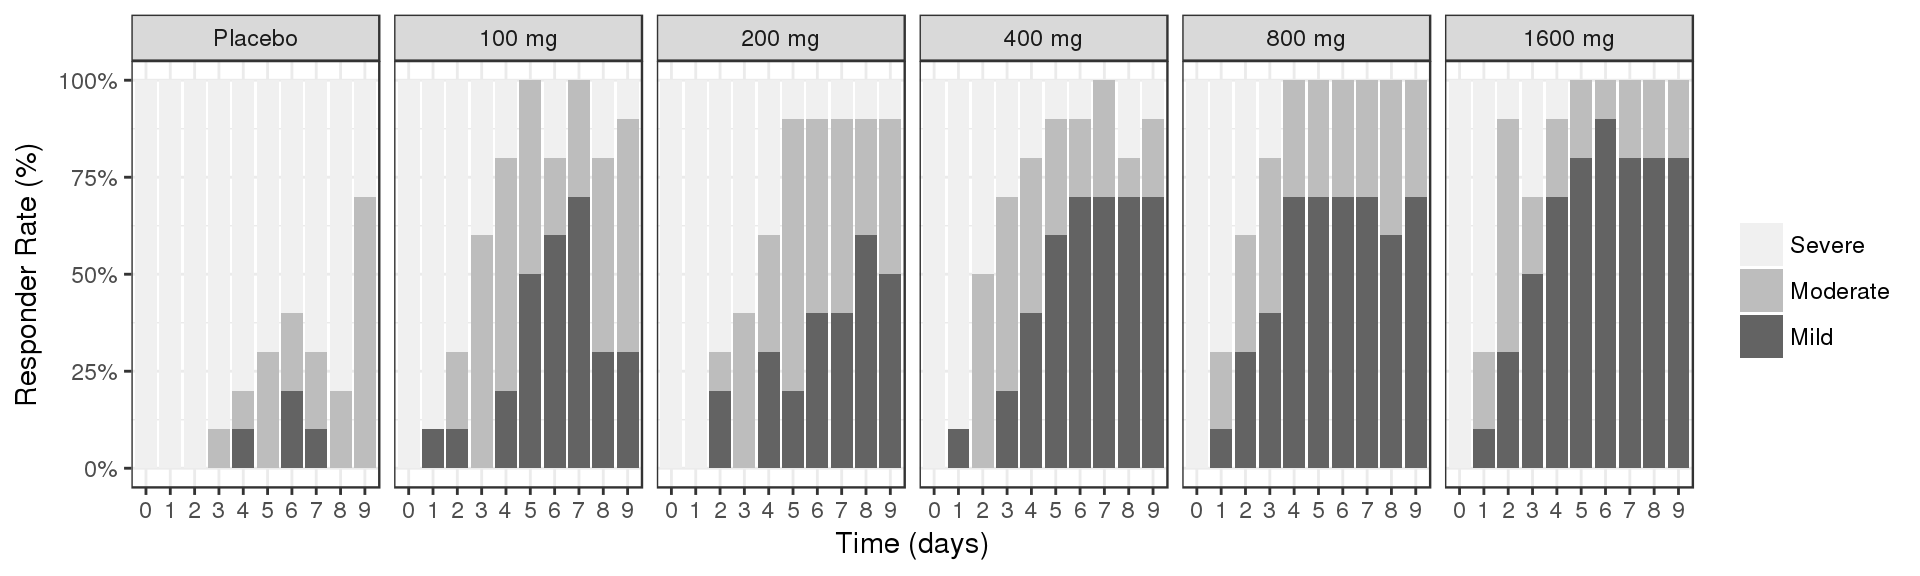 Placebo 100 mg 200 mg 400 mg 800 mg 1600 mg
100%
75%
50%
25%
0%
Responder Rate (%)
0 1 2 3 4 5 6 7 8 9 0 1 2 3 4 5 6 7 8 9 0 1 2 3 4 5 6 7 8 9 0 1 2 3 4 5 6 7 8 9 0 1 2 3 4 5 6 7 8 9 0 1 2 3 4 5 6 7 8 9
Time (days)
Severe
Moderate
Mild